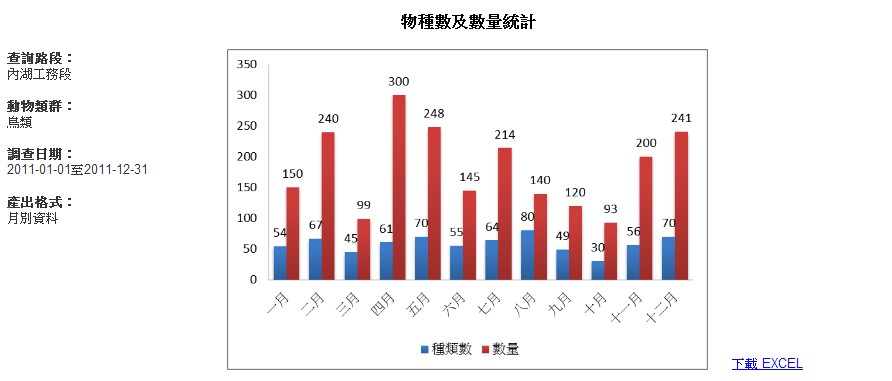 物種數及數量統計
查詢路段：
內湖工務段
動物類群：
鳥類
調查日期：
2011-01-01至2011-12-31
產出格式：
月別資料
350
300
250
200
150
100
50
0
54
150
67
240
45
99
61
300
70
248
55
145
64
214
80
140
49
120
30
93
56
200
70
241
一月
二月
三月
四月
五月
六月
七月
八月
九月
十月
十一月
十二月
種類數 數量
下載 EXCEL